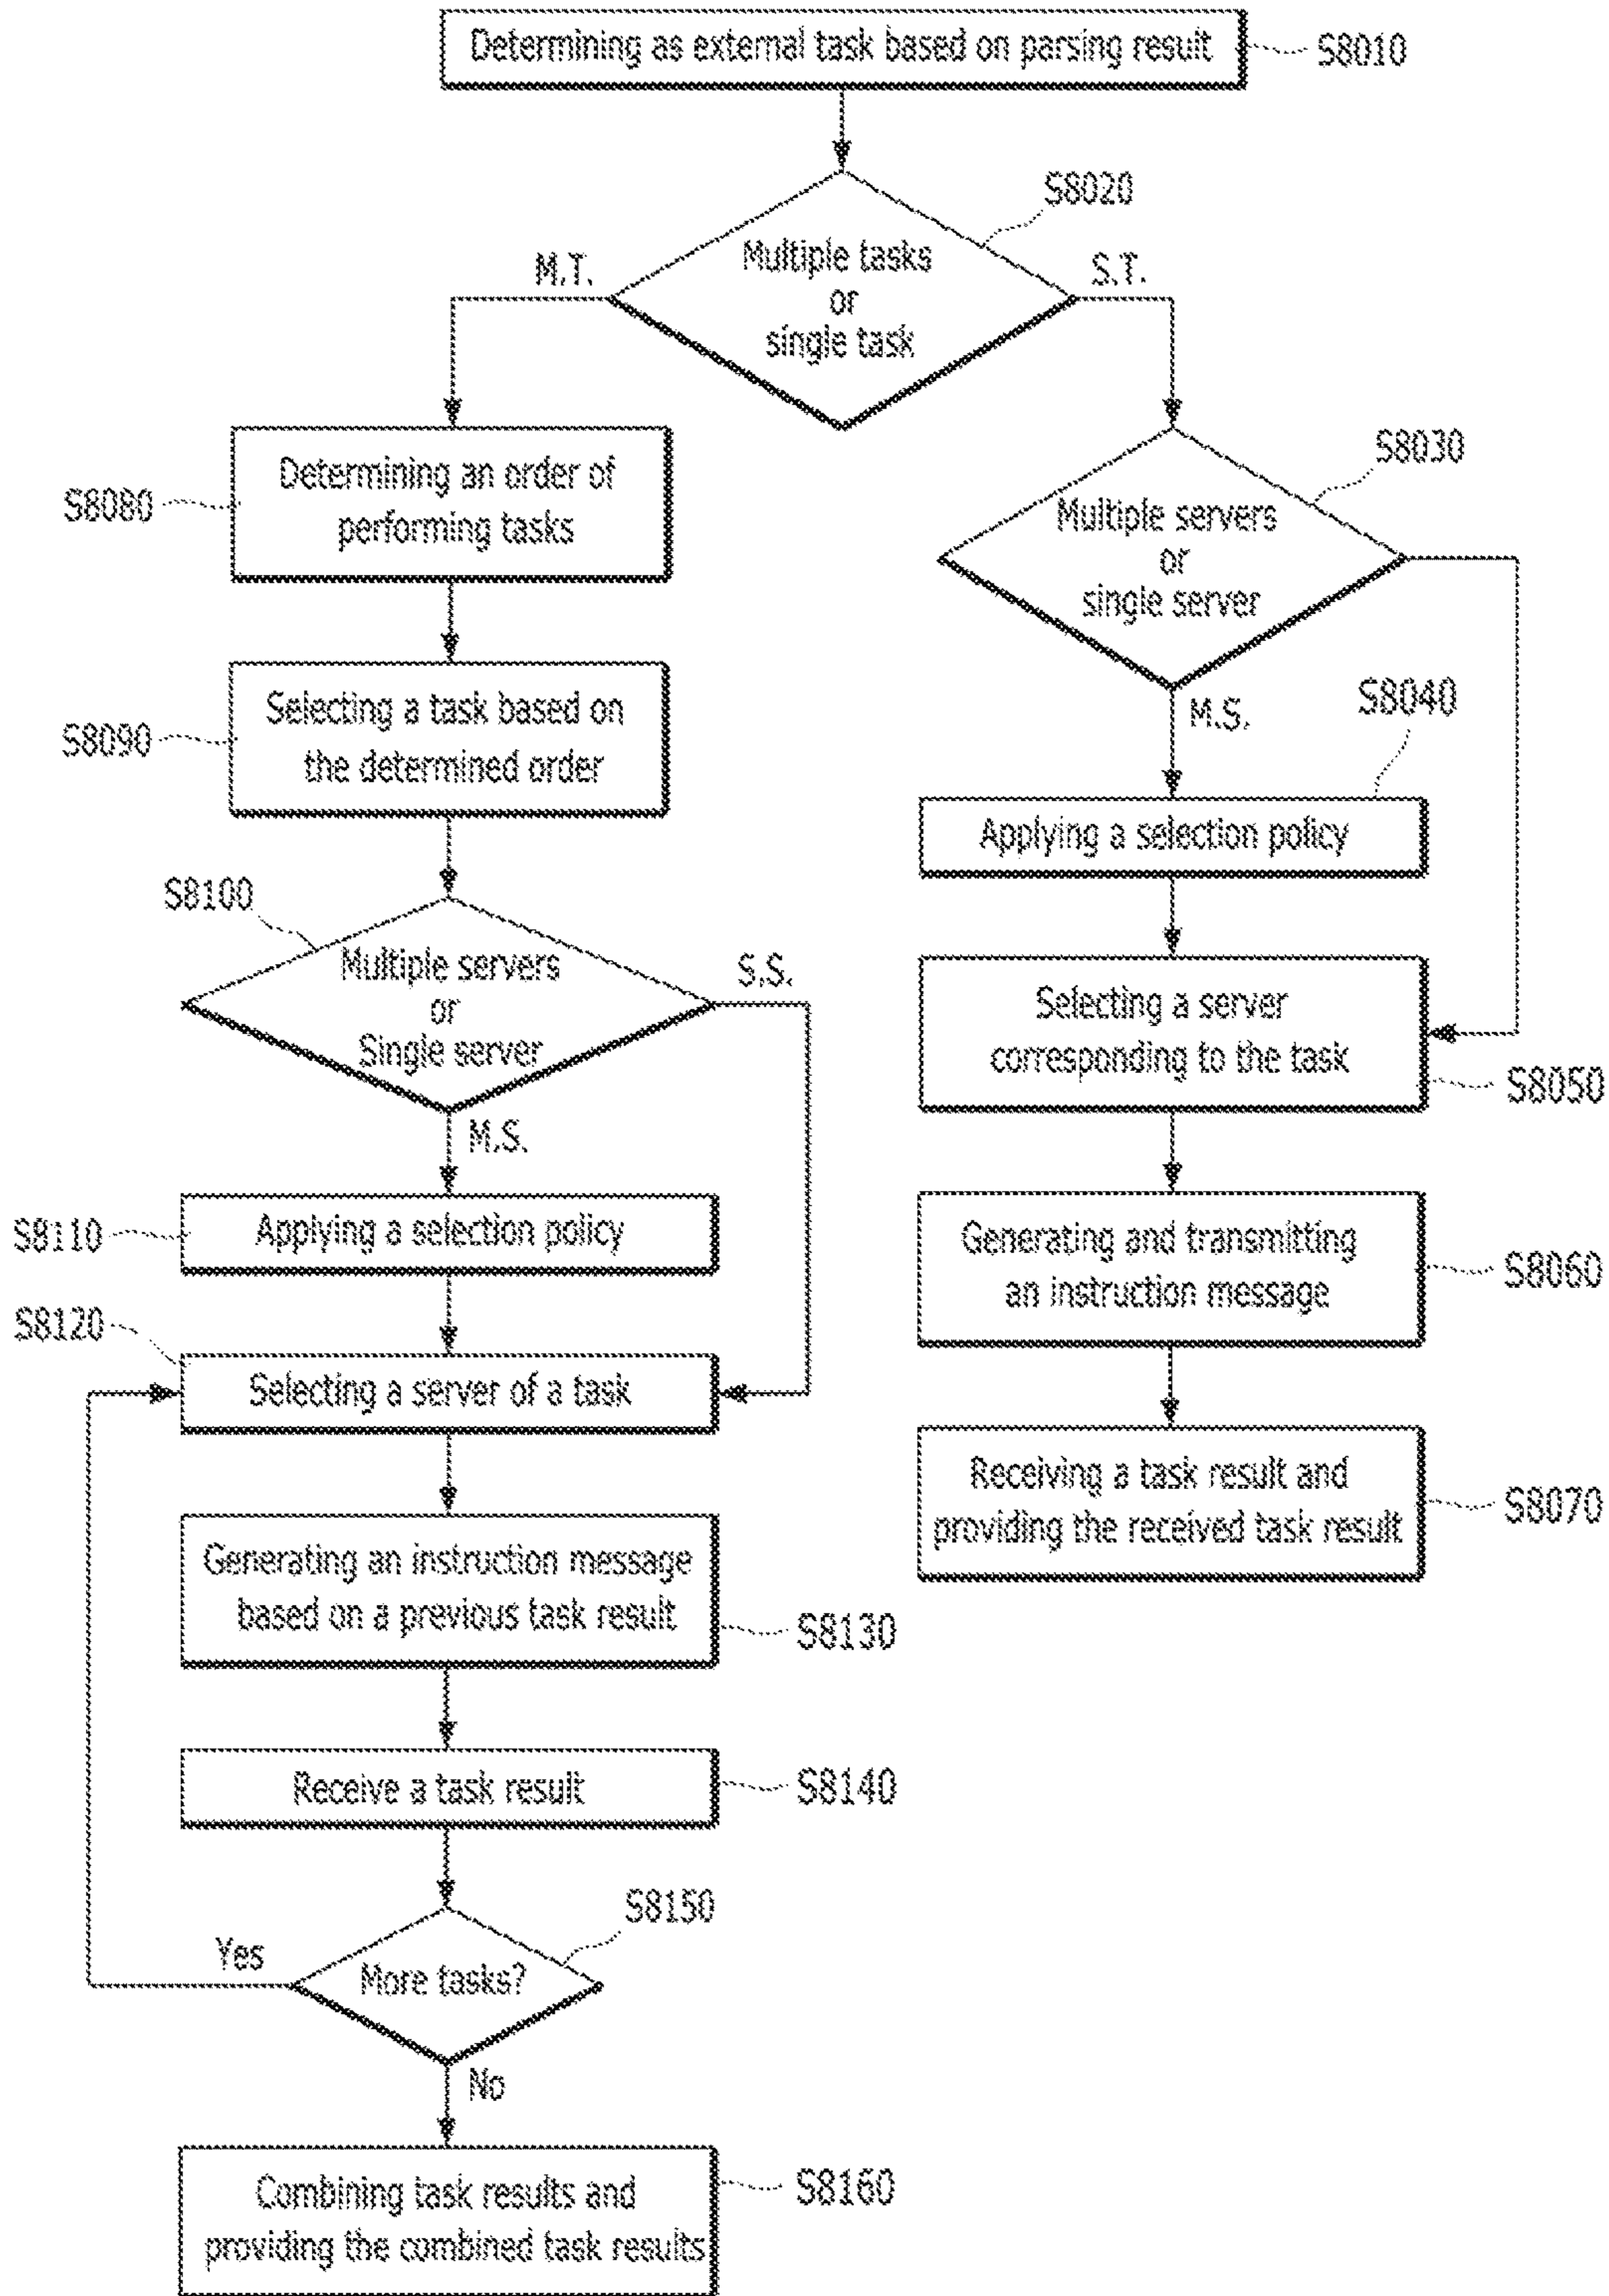 Determining as external task based on parsing result
S8010
S8020
Multiple tasks
or
single task
M.T.
S.T.
S8030
Multiple servers
or
single server
S8080
Determining an order of
performing tasks
S8090
Selecting a task based on
the determined order
M.S.
S8040
Applying a selection policy
S8100
Multiple servers
or
Single server
S.S.
M.S.
Selecting a server
corresponding to the task
S8050
S8110
Applying a selection policy
Generating and transmitting
an instruction message
S8060
S8120
Selecting a server of a task
Receiving a task result and
providing the received task result
S8070
Generating an instruction message
based on a previous task result
S8130
Receive a task result
S8140
S8150
More tasks?
Yes
No
Combining task results and
providing the combined task results
S8160